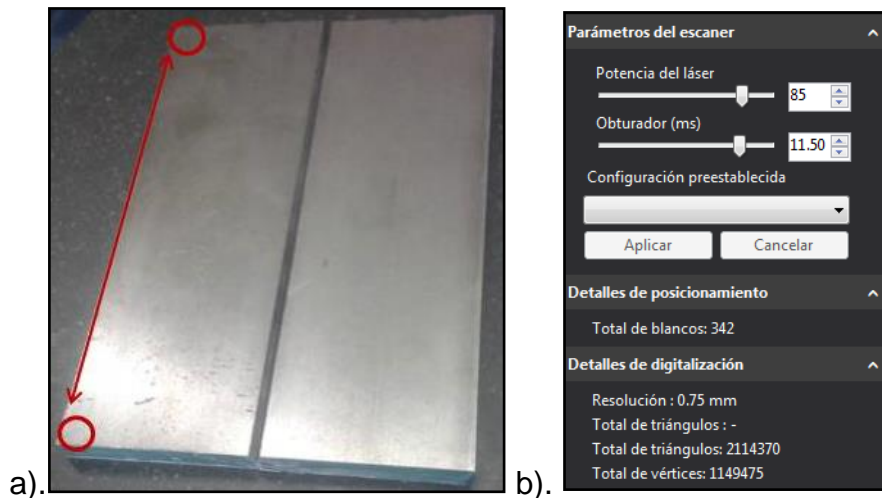 Parámetros del escaner
Potencia del láser
85
Obturador (ms)
11.50
Configuración preestablecida
Aplicar Cancelar
Detalles de posicionamiento
Total de blancos: 342
Detalles de digitalización
Resolución : 0.75 mm
Total de triángulos : -
Total de triángulos: 2114370
Total de vértices: 1149475
a). b).